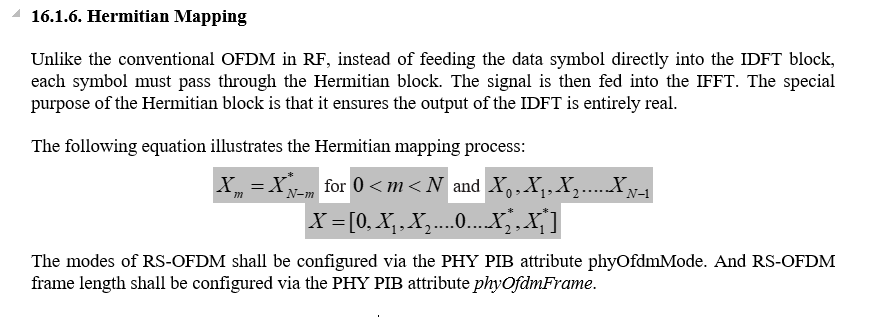 16.1.6. Hermitian Mapping
Unlike the conventional OFDM in RF, instead of feeding the data symbol directly into the IDFT block,
each symbol must pass through the Hermitian block. The signal is then fed into the IFFT. The special
purpose of the Hermitian block is that it ensures the output of the IDFT is entirely real.
The following equation illustrates the Hermitian mapping process:
X_m = X*_{N−m} for 0 < m < N and X_0, X_1, X_2.....X_{N−1}
X = [0, X_1, X_2....0....X*_2, X*_1]
The modes of RS-OFDM shall be configured via the PHY PIB attribute phyOfdmMode. And RS-OFDM
frame length shall be configured via the PHY PIB attribute phyOfdmFrame.